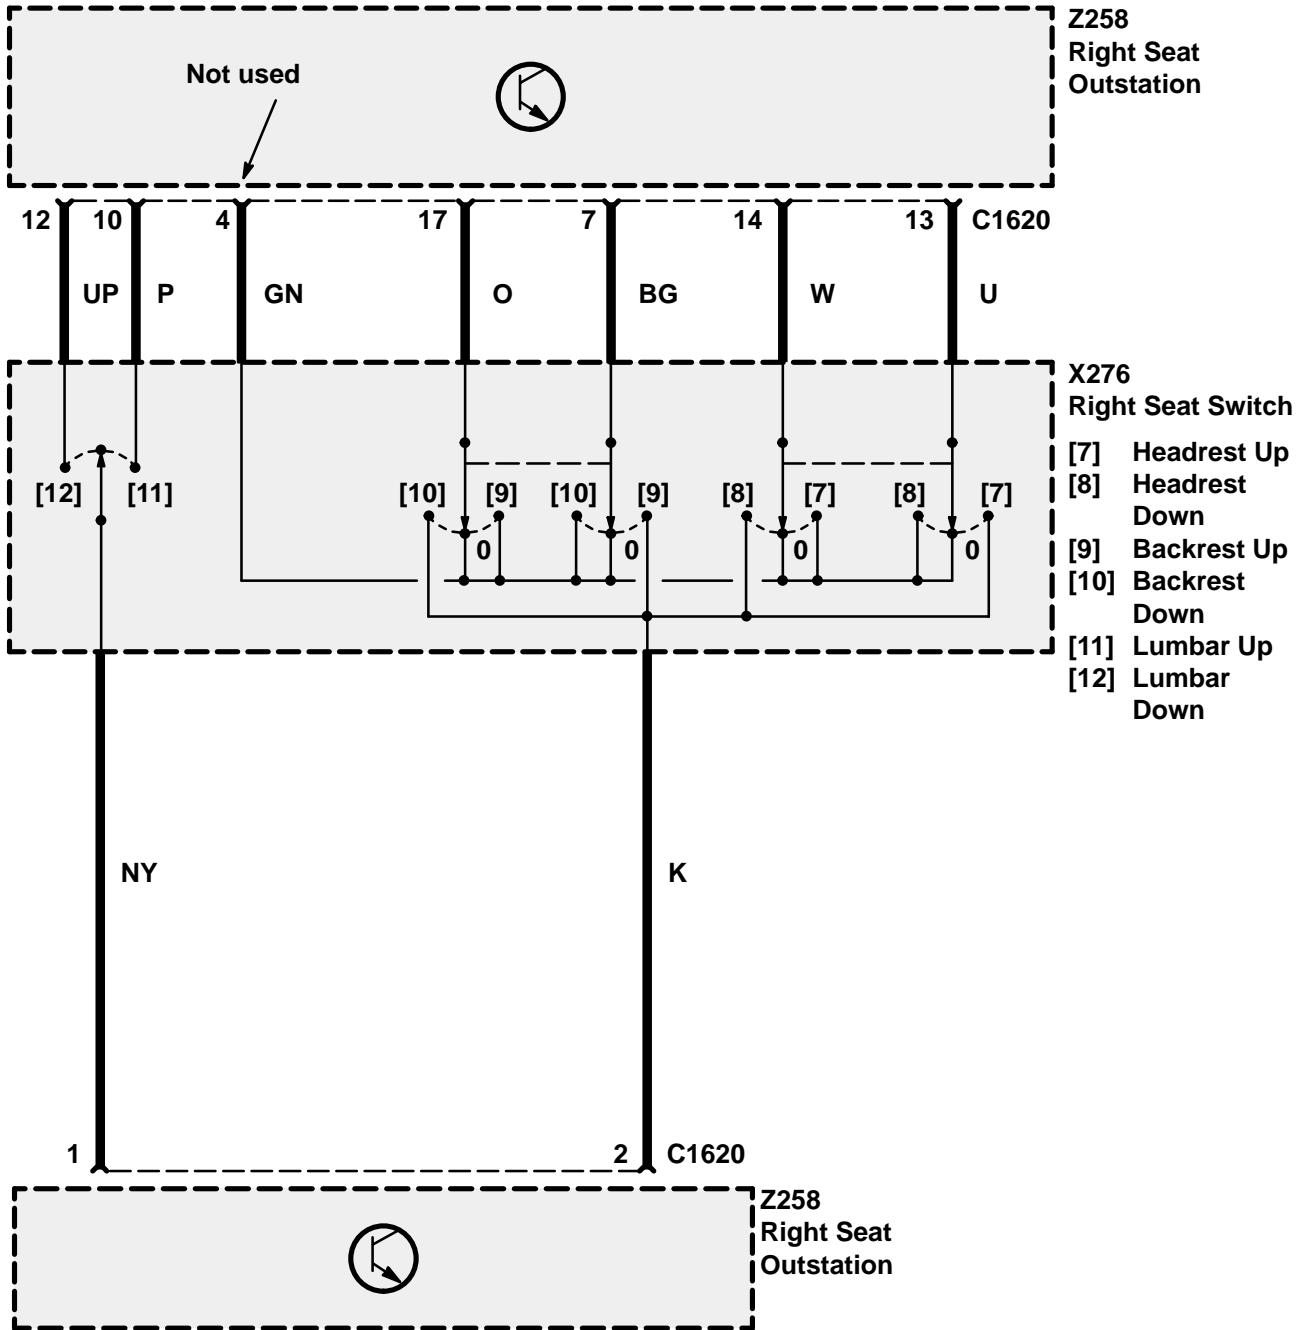 Z258
Right Seat
Outstation
Not used
12 10 4 17 7 14 13 C1620
UP P GN O BG W U
X276
Right Seat Switch
[7] Headrest Up
[8] Headrest
Down
[9] Backrest Up
[10] Backrest
Down
[11] Lumbar Up
[12] Lumbar
Down
[12] [11] [10] [9] [10] [9] [8] [7] [8] [7]
0 0 0 0
NY K
1 2 C1620
Z258
Right Seat
Outstation